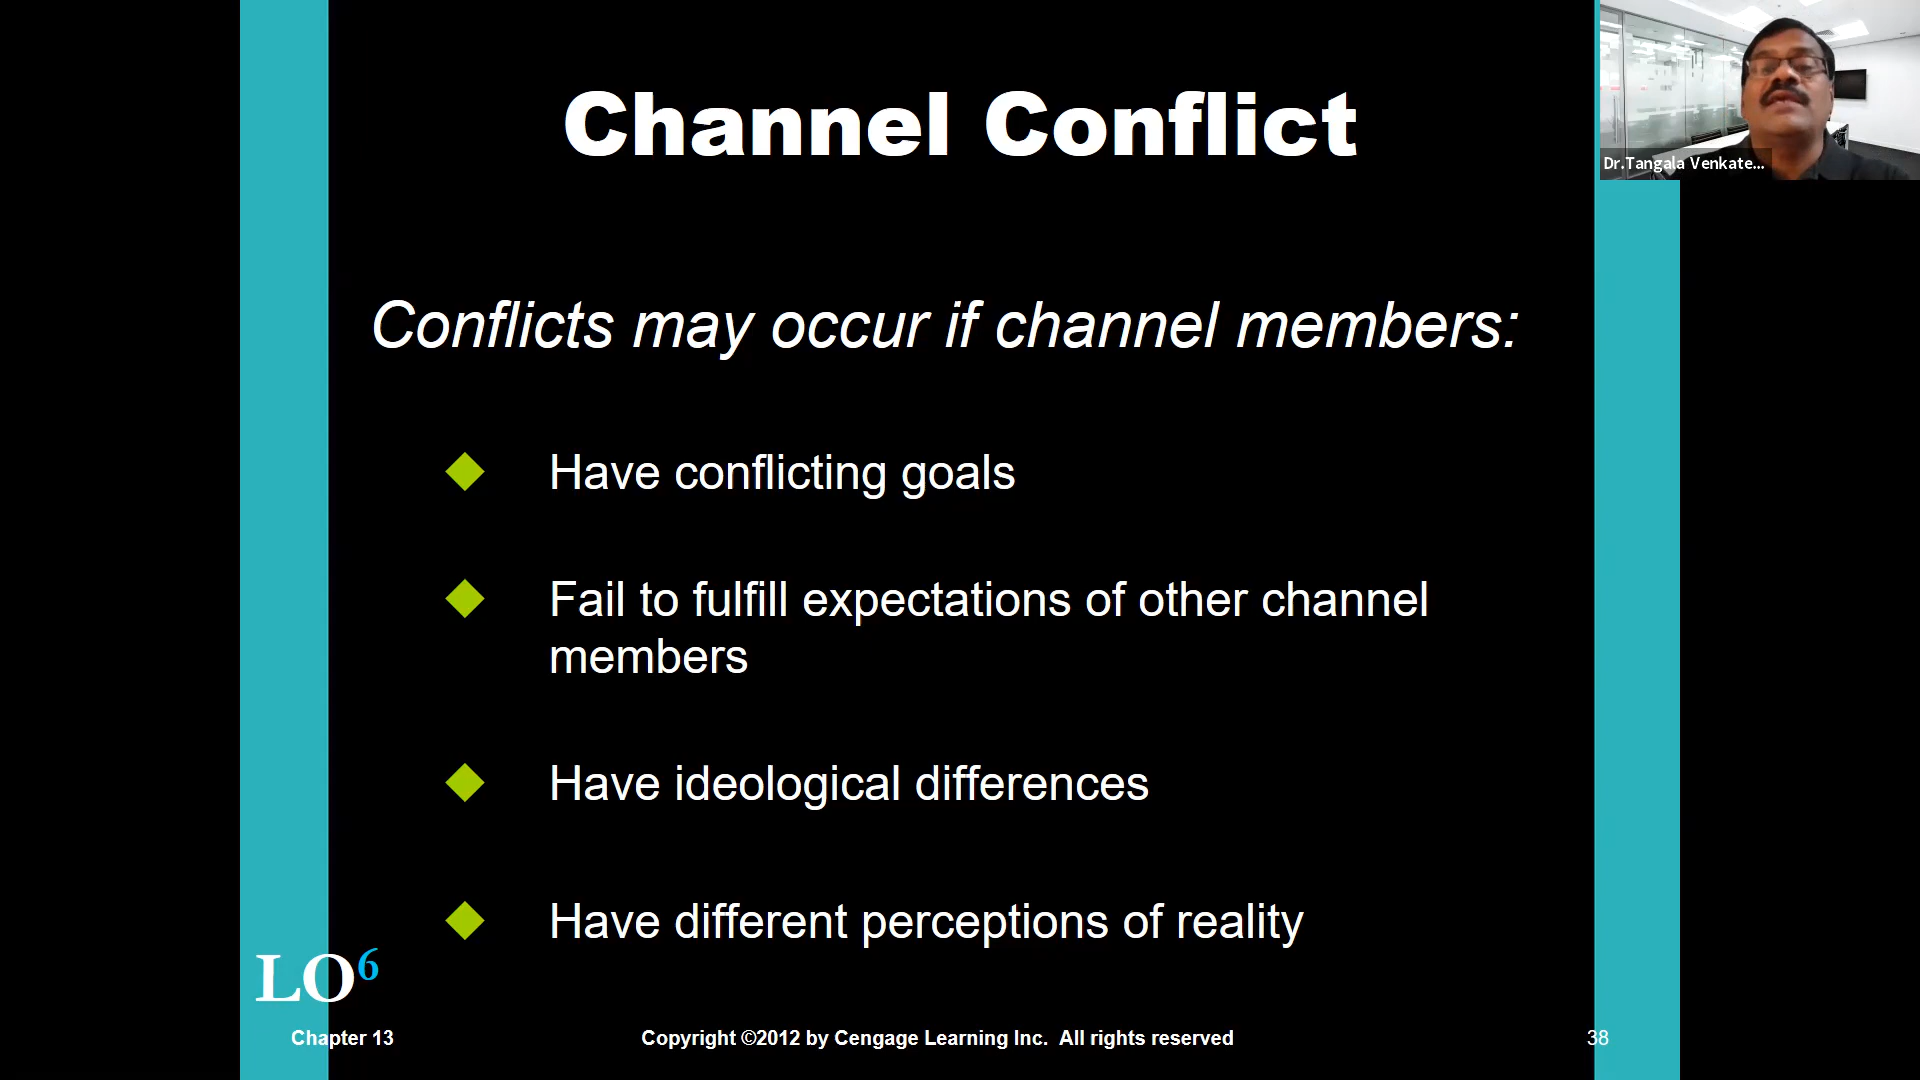 Channel Conflict
Dr.Tangala Venkate...
Conflicts may occur if channel members:
Have conflicting goals
Fail to fulfill expectations of other channel
members
Have ideological differences
Have different perceptions of reality
LO6
Chapter 13
Copyright ©2012 by Cengage Learning Inc. All rights reserved
38